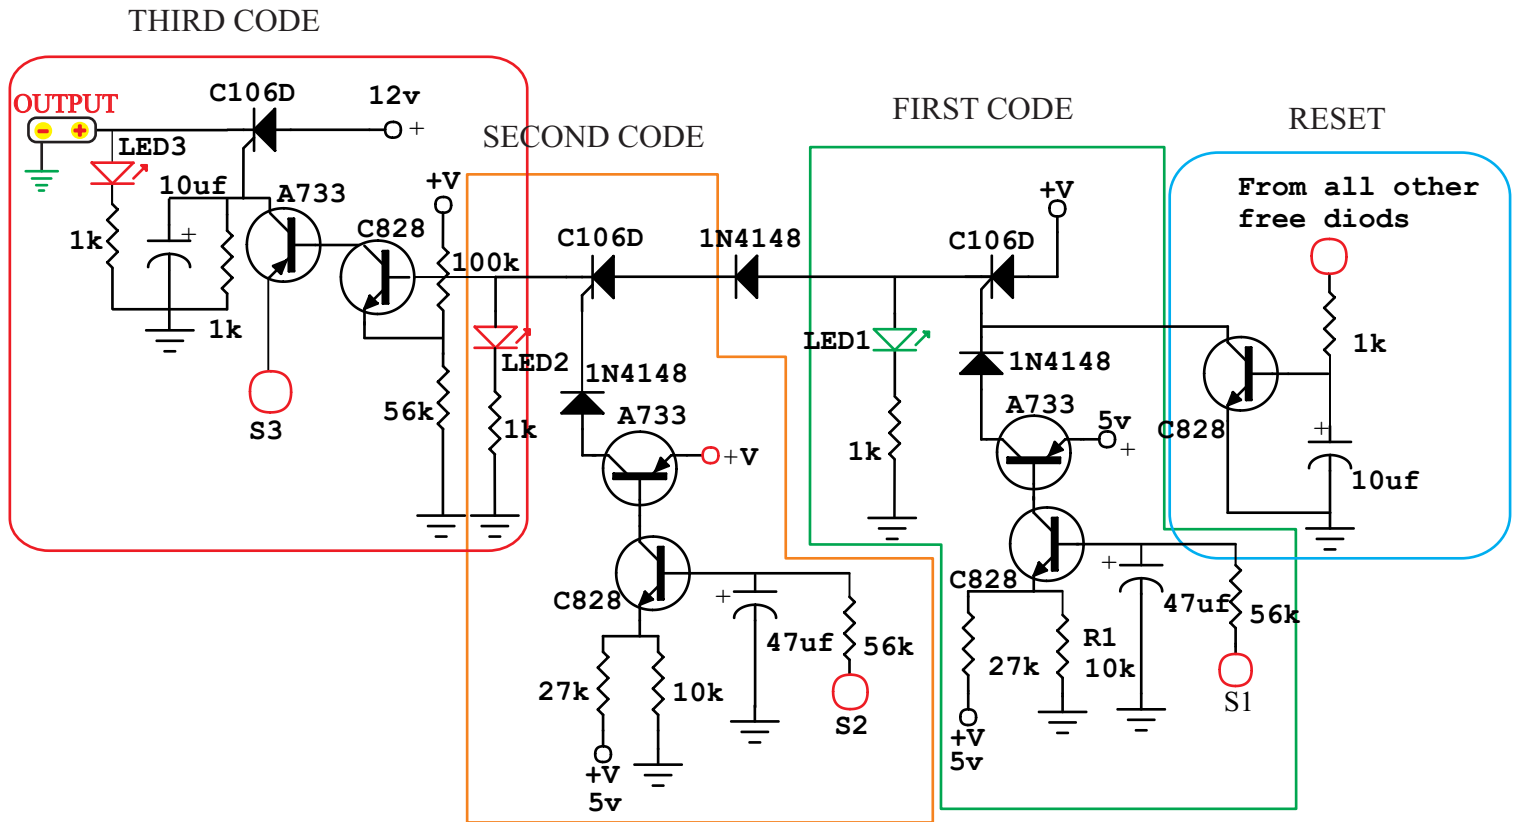 THIRD CODE
C106D
12v
+
OUTPUT
- +
LED3
10uf
+
A733
1k
1k
C828
+V
100k
56k
S3
SECOND CODE
C106D
1N4148
LED2
1k
1N4148
A733
+V
C828
+
47uf
56k
27k
10k
S2
+V
5v
FIRST CODE
+V
C106D
LED1
1k
1N4148
A733
5v
+
C828
+
47uf
56k
R1
27k
10k
S1
+V
5v
RESET
From all other
free diods
1k
C828
+
10uf